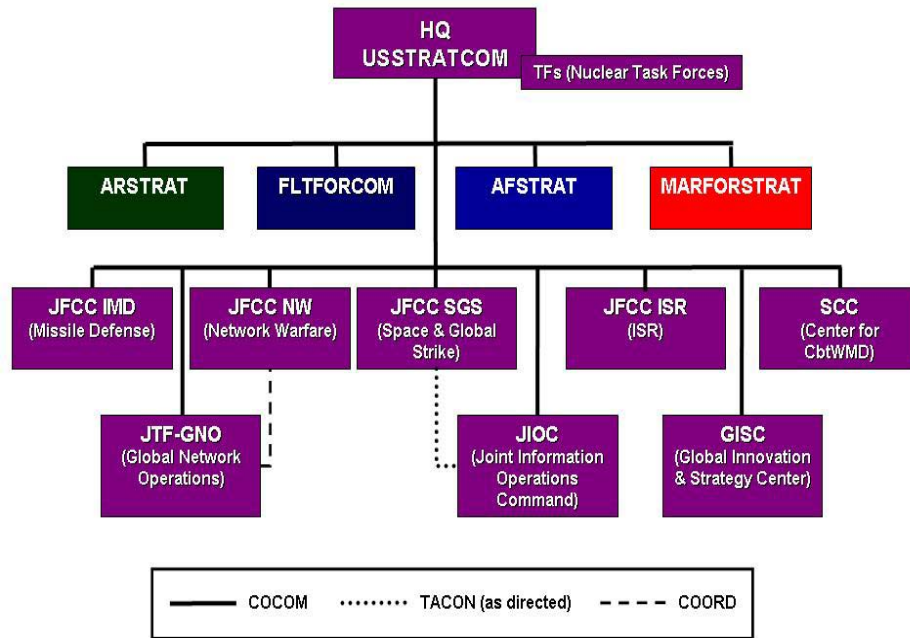 HQ
USSTRATCOM
TFs (Nuclear Task Forces)
ARSTRAT
FLTFORCOM
AFSTRAT
MARFORSTRAT
JFCC IMD
(Missile Defense)
JFCC NW
(Network Warfare)
JFCC SGS
(Space & Global
Strike)
JFCC ISR
(ISR)
SCC
(Center for
CbtWMD)
JTF-GNO
(Global Network
Operations)
JIOC
(Joint Information
Operations
Command)
GISC
(Global Innovation
& Strategy Center)
COCOM
TACON (as directed)
COORD